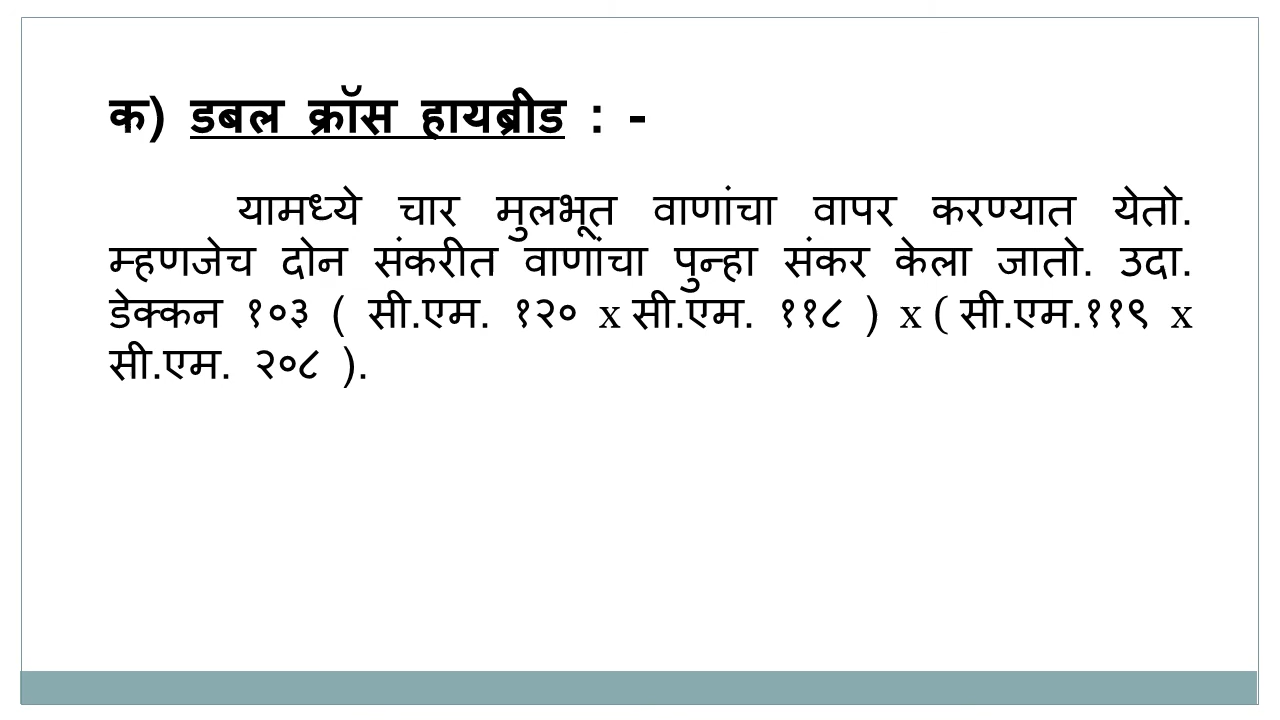 क) डबल क्रॉस हायब्रीड : -
यामध्ये चार मुलभूत वाणांचा वापर करण्यात येतो.
म्हणजेच दोन संकरीत वाणांचा पुन्हा संकर केला जातो. उदा.
डेक्कन १०३ ( सी.एम. १२० x सी.एम. ११८ ) x ( सी.एम.११९ x
सी.एम. २०८ ).